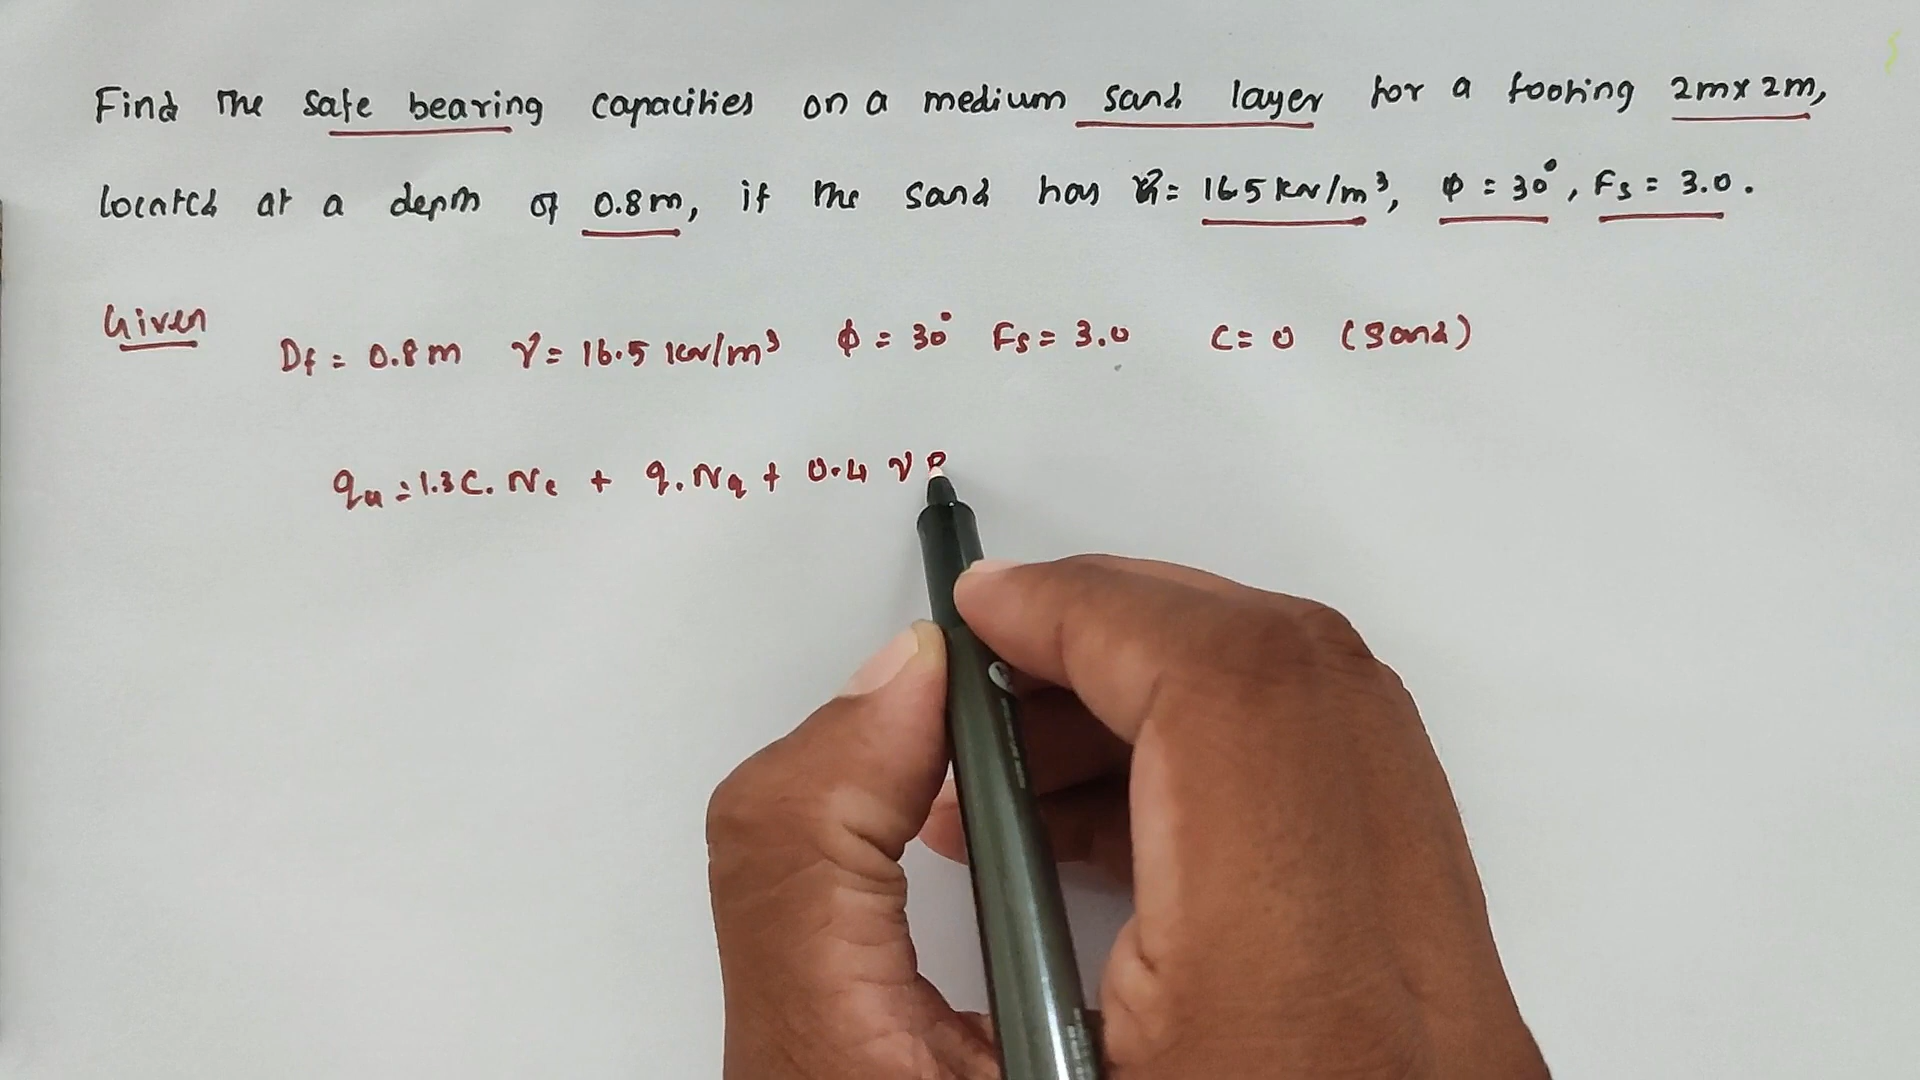 Find the safe bearing capacities on a medium sand layer for a footing 2m x 2m,
located at a depth of 0.8m, if the sand has γ = 16.5 kN/m³, φ = 30°, Fs = 3.0.
Given
Df = 0.8m γ = 16.5 kN/m³ φ = 30° Fs = 3.0 C = 0 (Sand)
qu = 1.3 C. Nc + q. Nq + 0.4 γ